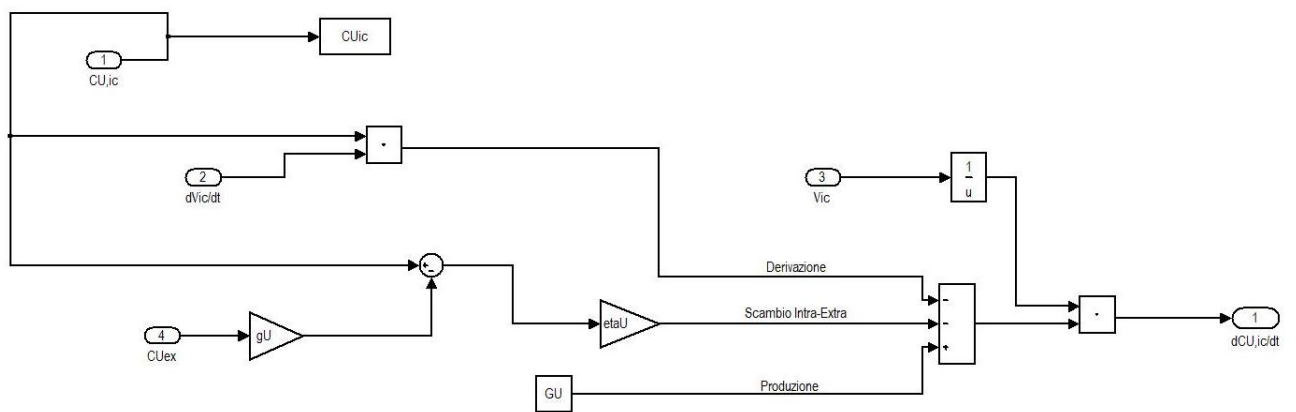 1
CU,ic
CUic
2
dVic/dt
3
Vic
1
u
4
CUex
gU
etaU
Derivazione
Scambio Intra-Extra
GU
Produzione
1
dCU,ic/dt